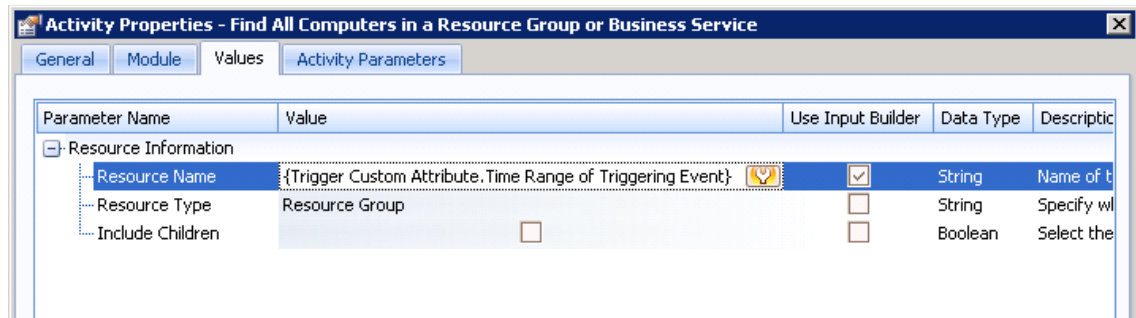 Activity Properties - Find All Computers in a Resource Group or Business Service
General Module Values Activity Parameters
Parameter Name Value Use Input Builder Data Type Descriptic
Resource Information
Resource Name {Trigger Custom Attribute.Time Range of Triggering Event} String Name of t
Resource Type Resource Group String Specify wl
Include Children Boolean Select the